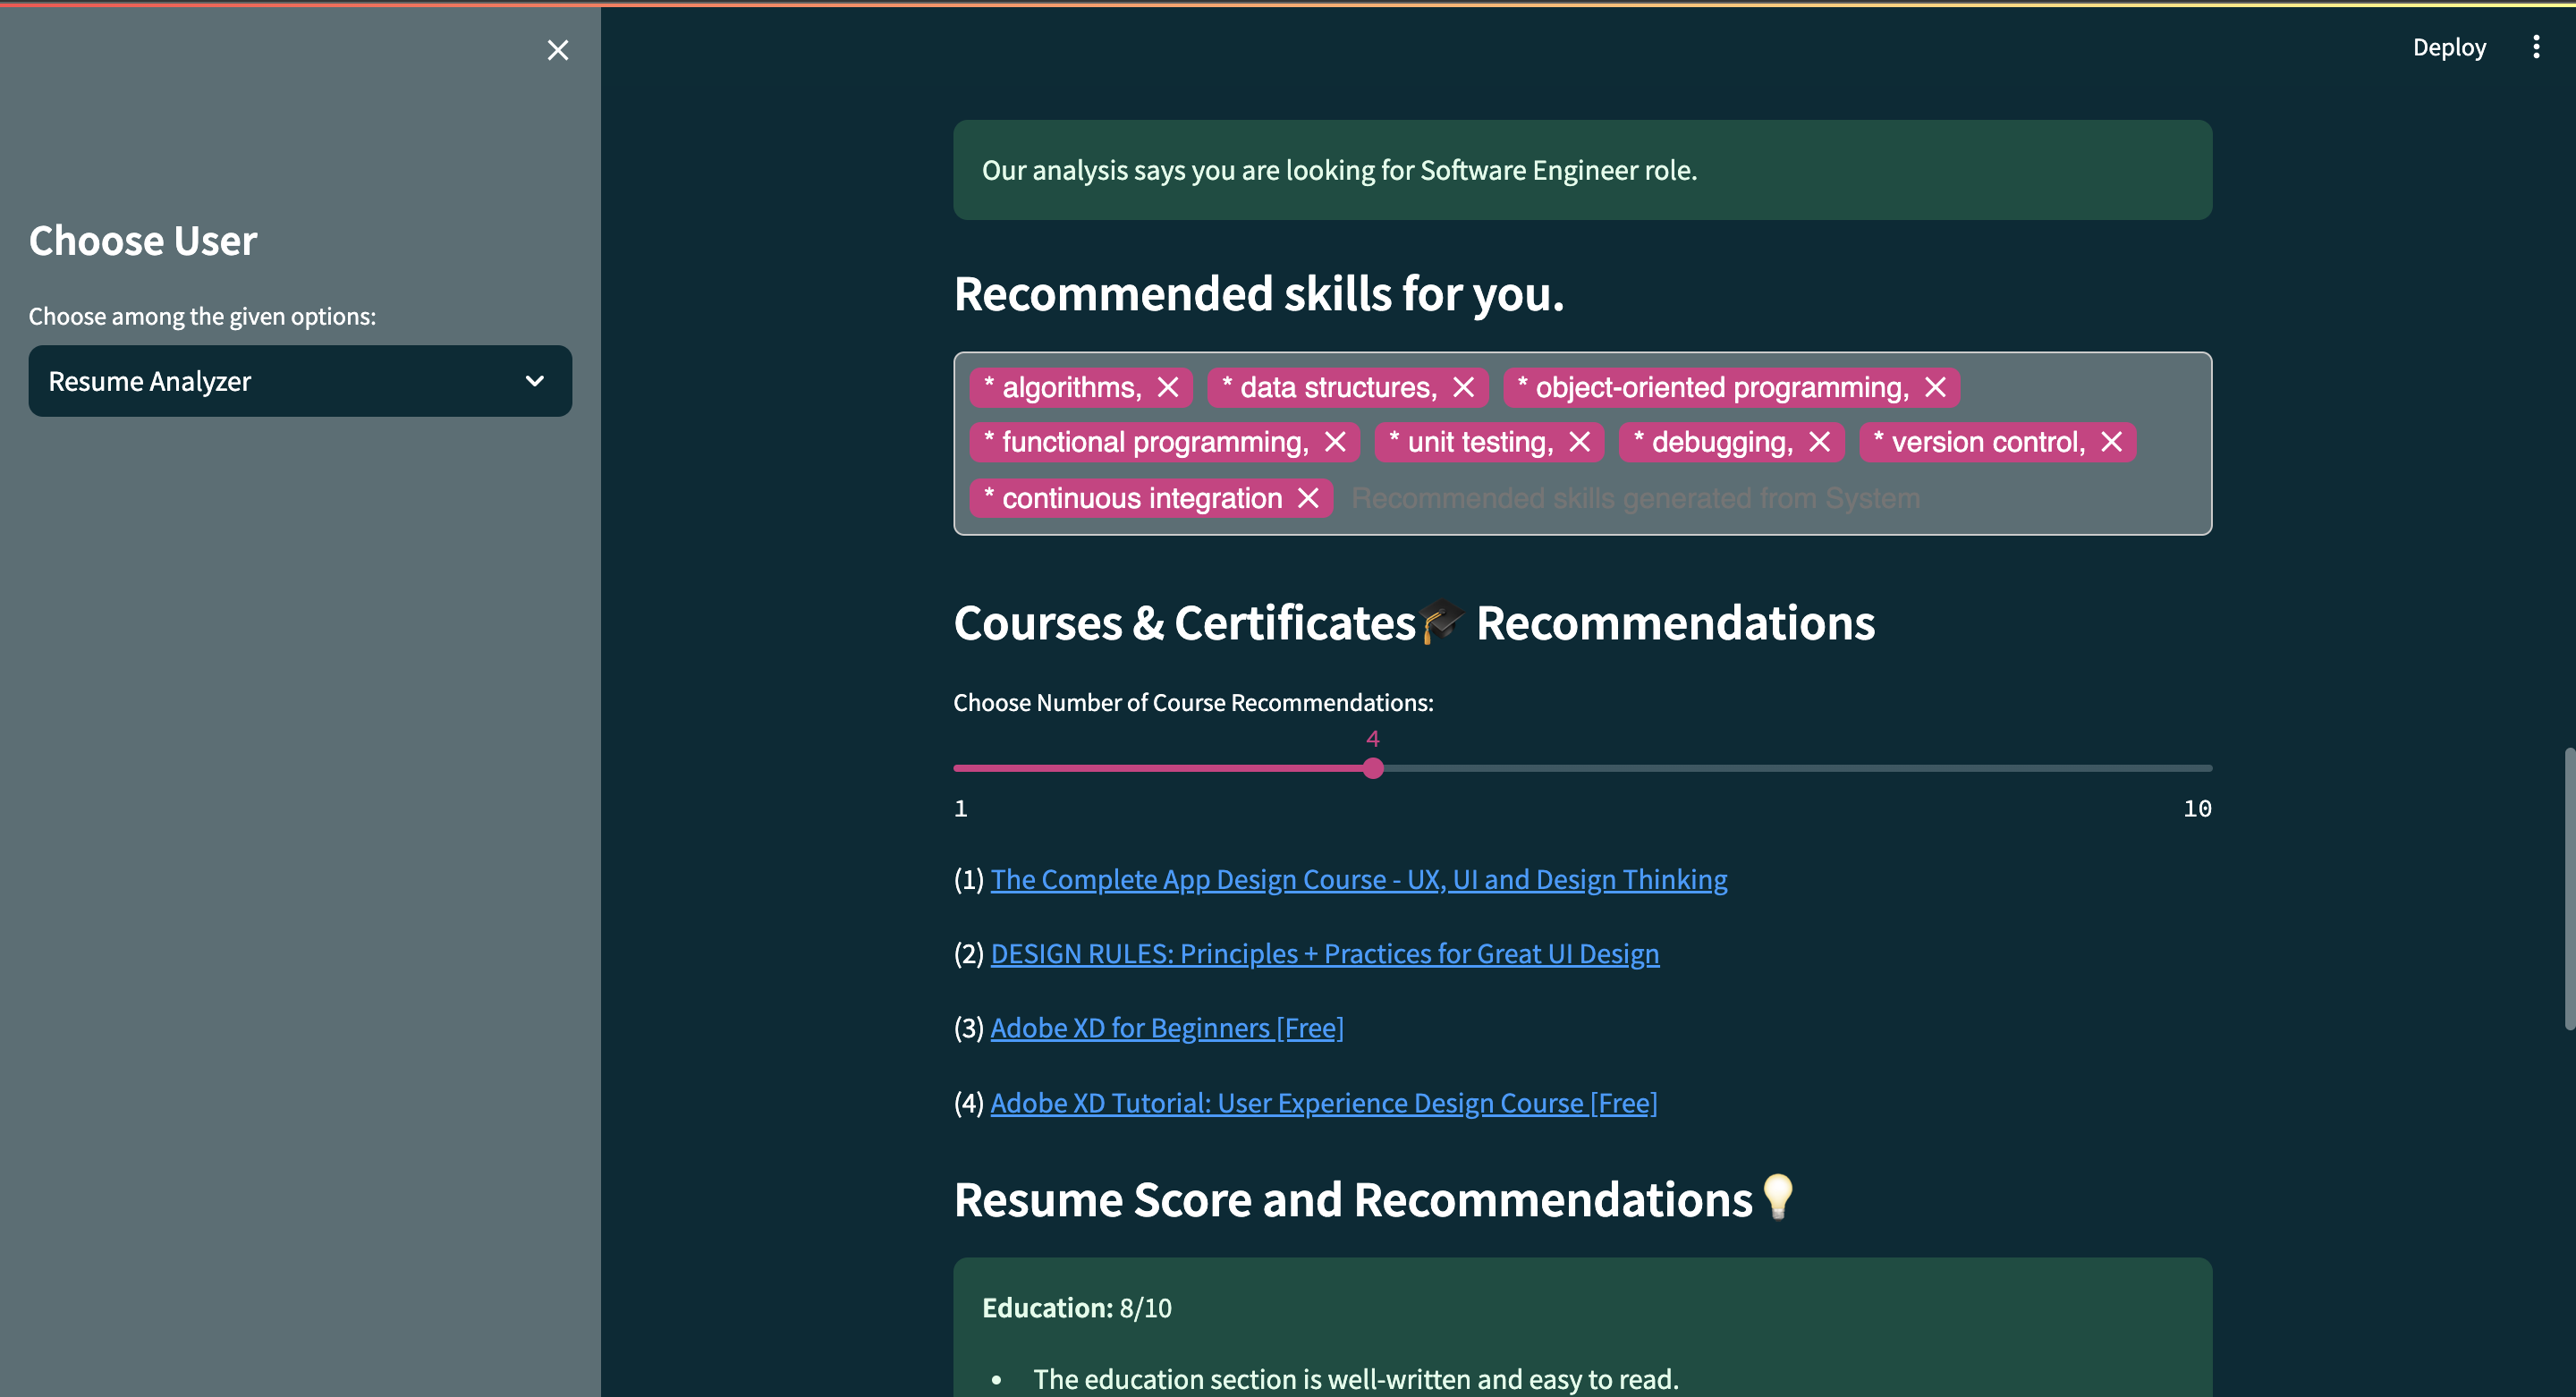 Deploy
Choose User
Choose among the given options:
Resume Analyzer
Our analysis says you are looking for Software Engineer role.
Recommended skills for you.
* algorithms, * data structures, * object-oriented programming,
* functional programming, * unit testing, * debugging, * version control,
* continuous integration Recommended skills generated from System
Courses & Certificates🎓 Recommendations
Choose Number of Course Recommendations:
4
1 10
(1) The Complete App Design Course - UX, UI and Design Thinking
(2) DESIGN RULES: Principles + Practices for Great UI Design
(3) Adobe XD for Beginners [Free]
(4) Adobe XD Tutorial: User Experience Design Course [Free]
Resume Score and Recommendations💡
Education: 8/10
• The education section is well-written and easy to read.